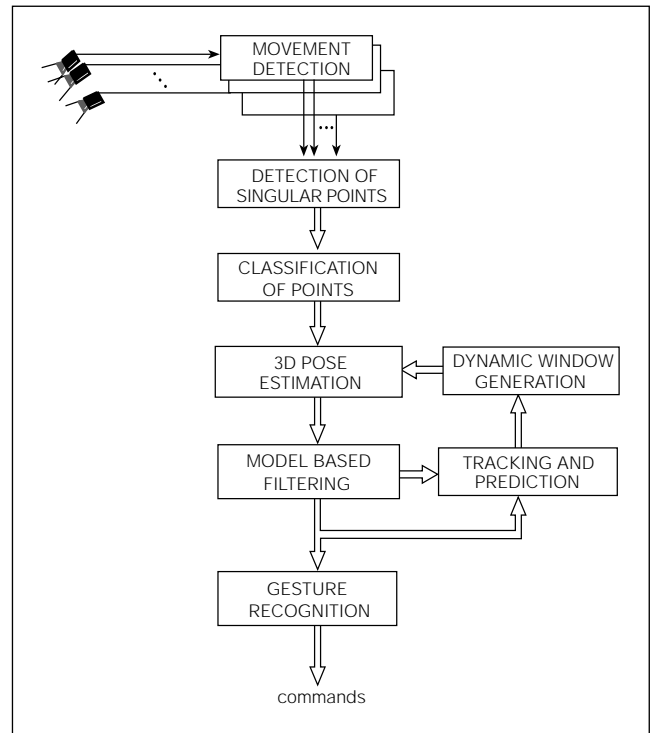 MOVEMENT
DETECTION
DETECTION OF
SINGULAR POINTS
CLASSIFICATION
OF POINTS
3D POSE
ESTIMATION
DYNAMIC WINDOW
GENERATION
MODEL BASED
FILTERING
TRACKING AND
PREDICTION
GESTURE
RECOGNITION
commands